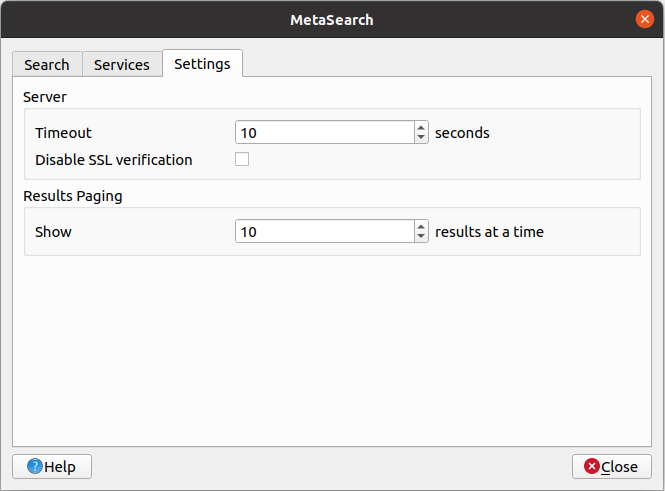 MetaSearch
Search Services Settings
Server
Timeout 10 seconds
Disable SSL verification
Results Paging
Show 10 results at a time
Help Close